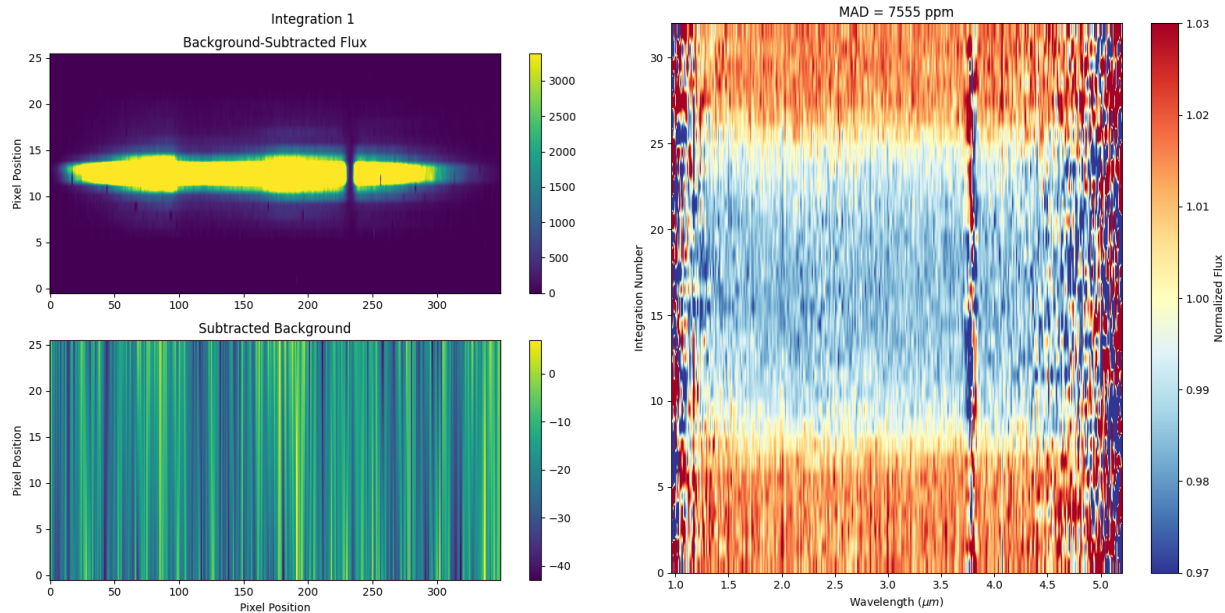 Integration 1
Background-Subtracted Flux
25
20
15
10
5
0
Pixel Position
0 50 100 150 200 250 300
3000
2500
2000
1500
1000
500
0
Subtracted Background
25
20
15
10
5
0
Pixel Position
0 50 100 150 200 250 300
Pixel Position
0
−10
−20
−30
−40
MAD = 7555 ppm
30
25
20
15
10
5
0
Integration Number
1.0 1.5 2.0 2.5 3.0 3.5 4.0 4.5 5.0
Wavelength (μm)
1.03
1.02
1.01
1.00
0.99
0.98
0.97
Normalized Flux